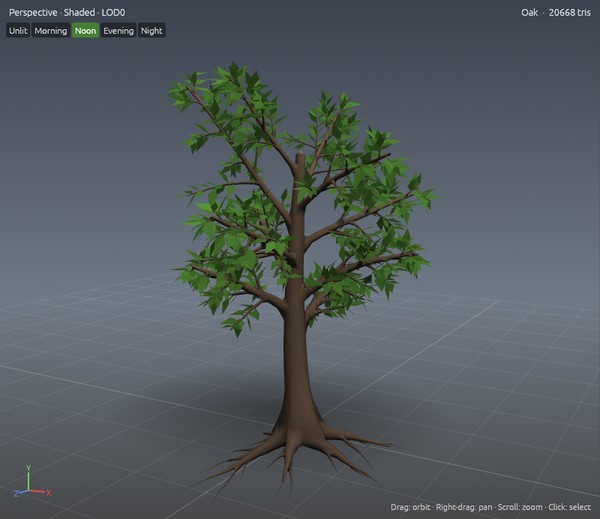 Perspective · Shaded · LOD0
Oak · 20668 tris
Unlit Morning Noon Evening Night
Y
Z X
Drag: orbit · Right-drag: pan · Scroll: zoom · Click: select